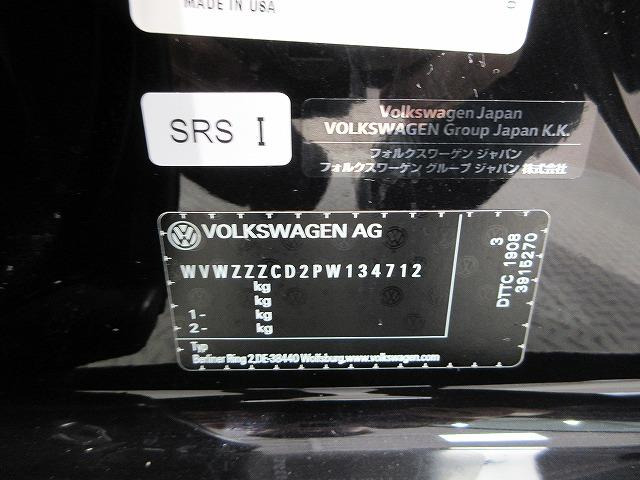 MADE IN USA
SRS I
Volkswagen Japan
VOLKSWAGEN Group Japan K.K.
フォルクスワーゲン ジャパン
フォルクスワーゲン グループ ジャパン 株式会社
VOLKSWAGEN AG
WVWZZZCD2PW134712
kg
kg
1- kg
2- kg
Typ
Berliner Ring 2,DE-38440 Wolfsburg.www.volkswagen.com
3
DTTC 1908
3915270